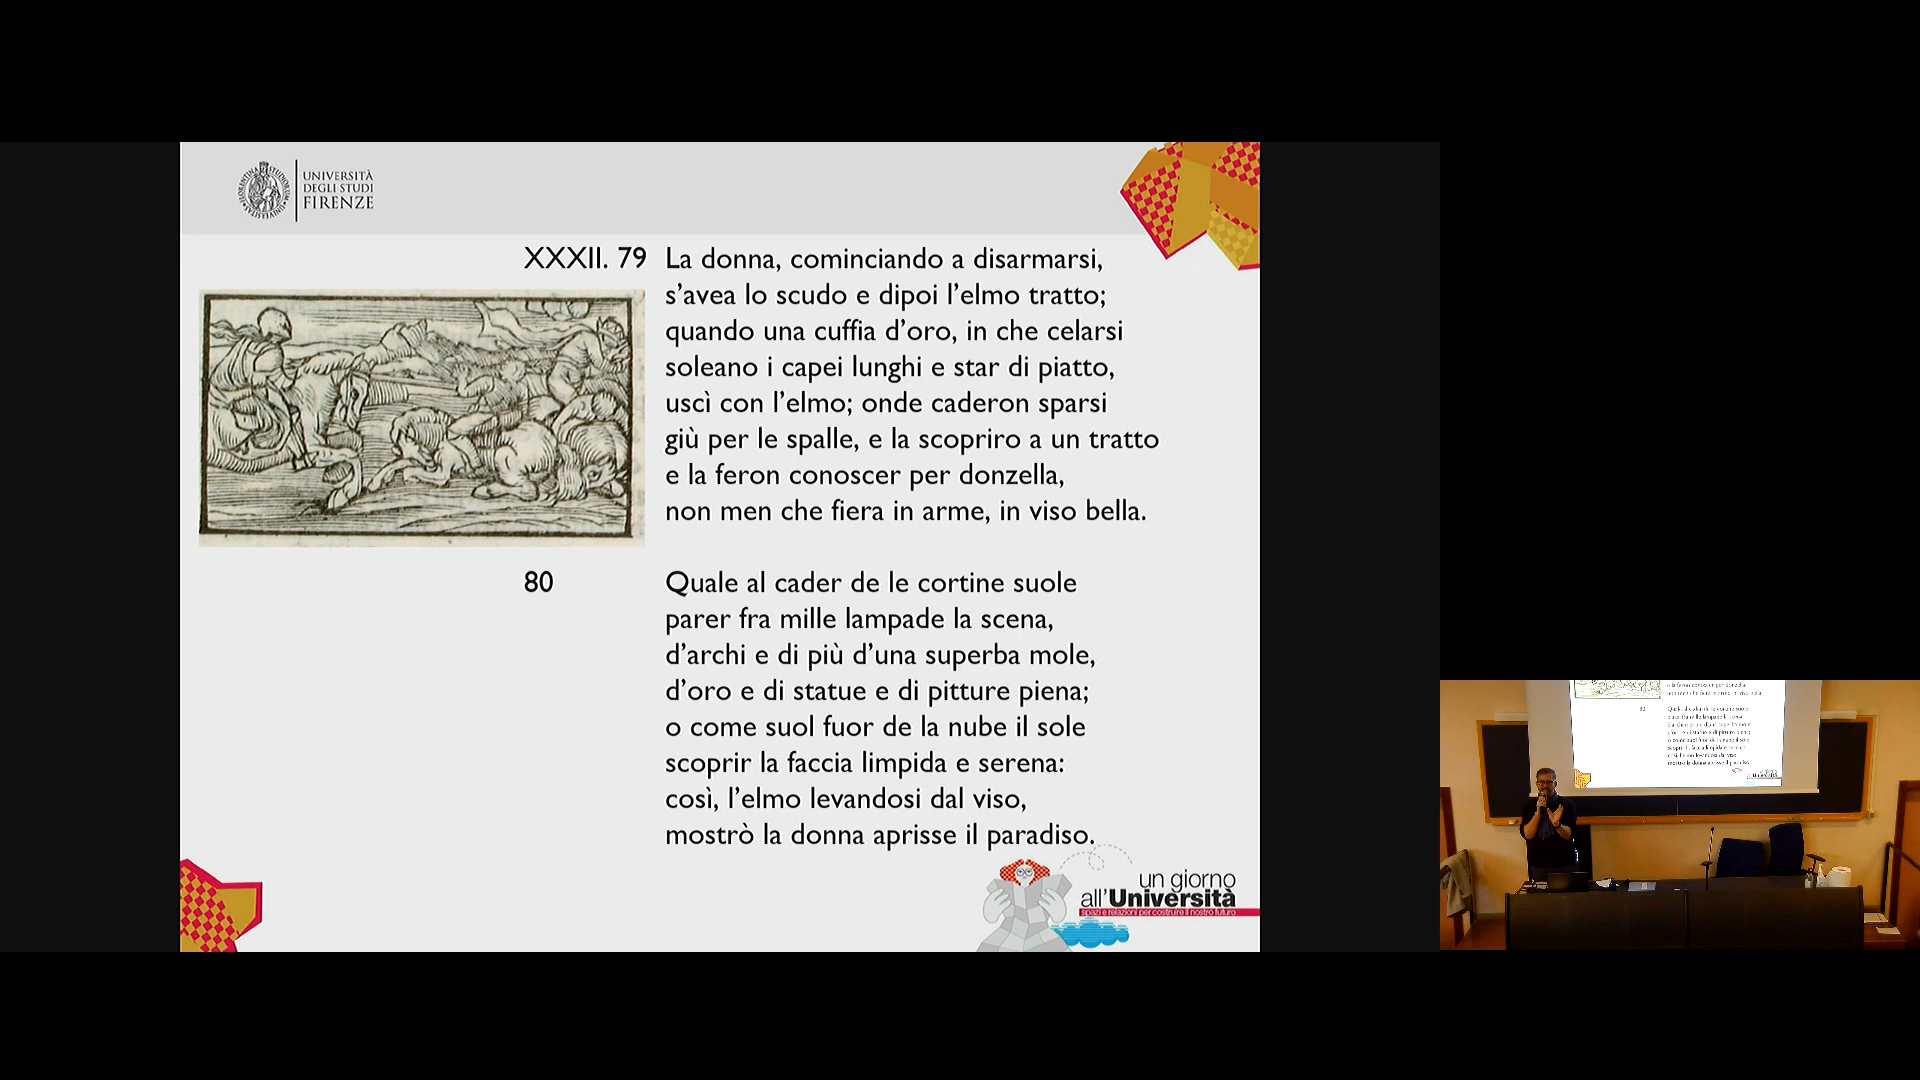 UNIVERSITÀ
DEGLI STUDI
FIRENZE
XXXII. 79 La donna, cominciando a disarmarsi,
s'avea lo scudo e dipoi l'elmo tratto;
quando una cuffia d'oro, in che celarsi
soleano i capei lunghi e star di piatto,
uscì con l'elmo; onde caderon sparsi
giù per le spalle, e la scopriro a un tratto
e la feron conoscer per donzella,
non men che fiera in arme, in viso bella.
80 Quale al cader de le cortine suole
parer fra mille lampade la scena,
d'archi e di più d'una superba mole,
d'oro e di statue e di pitture piena;
o come suol fuor de la nube il sole
scoprir la faccia limpida e serena:
così, l'elmo levandosi dal viso,
mostrò la donna aprisse il paradiso.
un giorno
all'Università
spazi e relazioni per costruire il nostro futuro